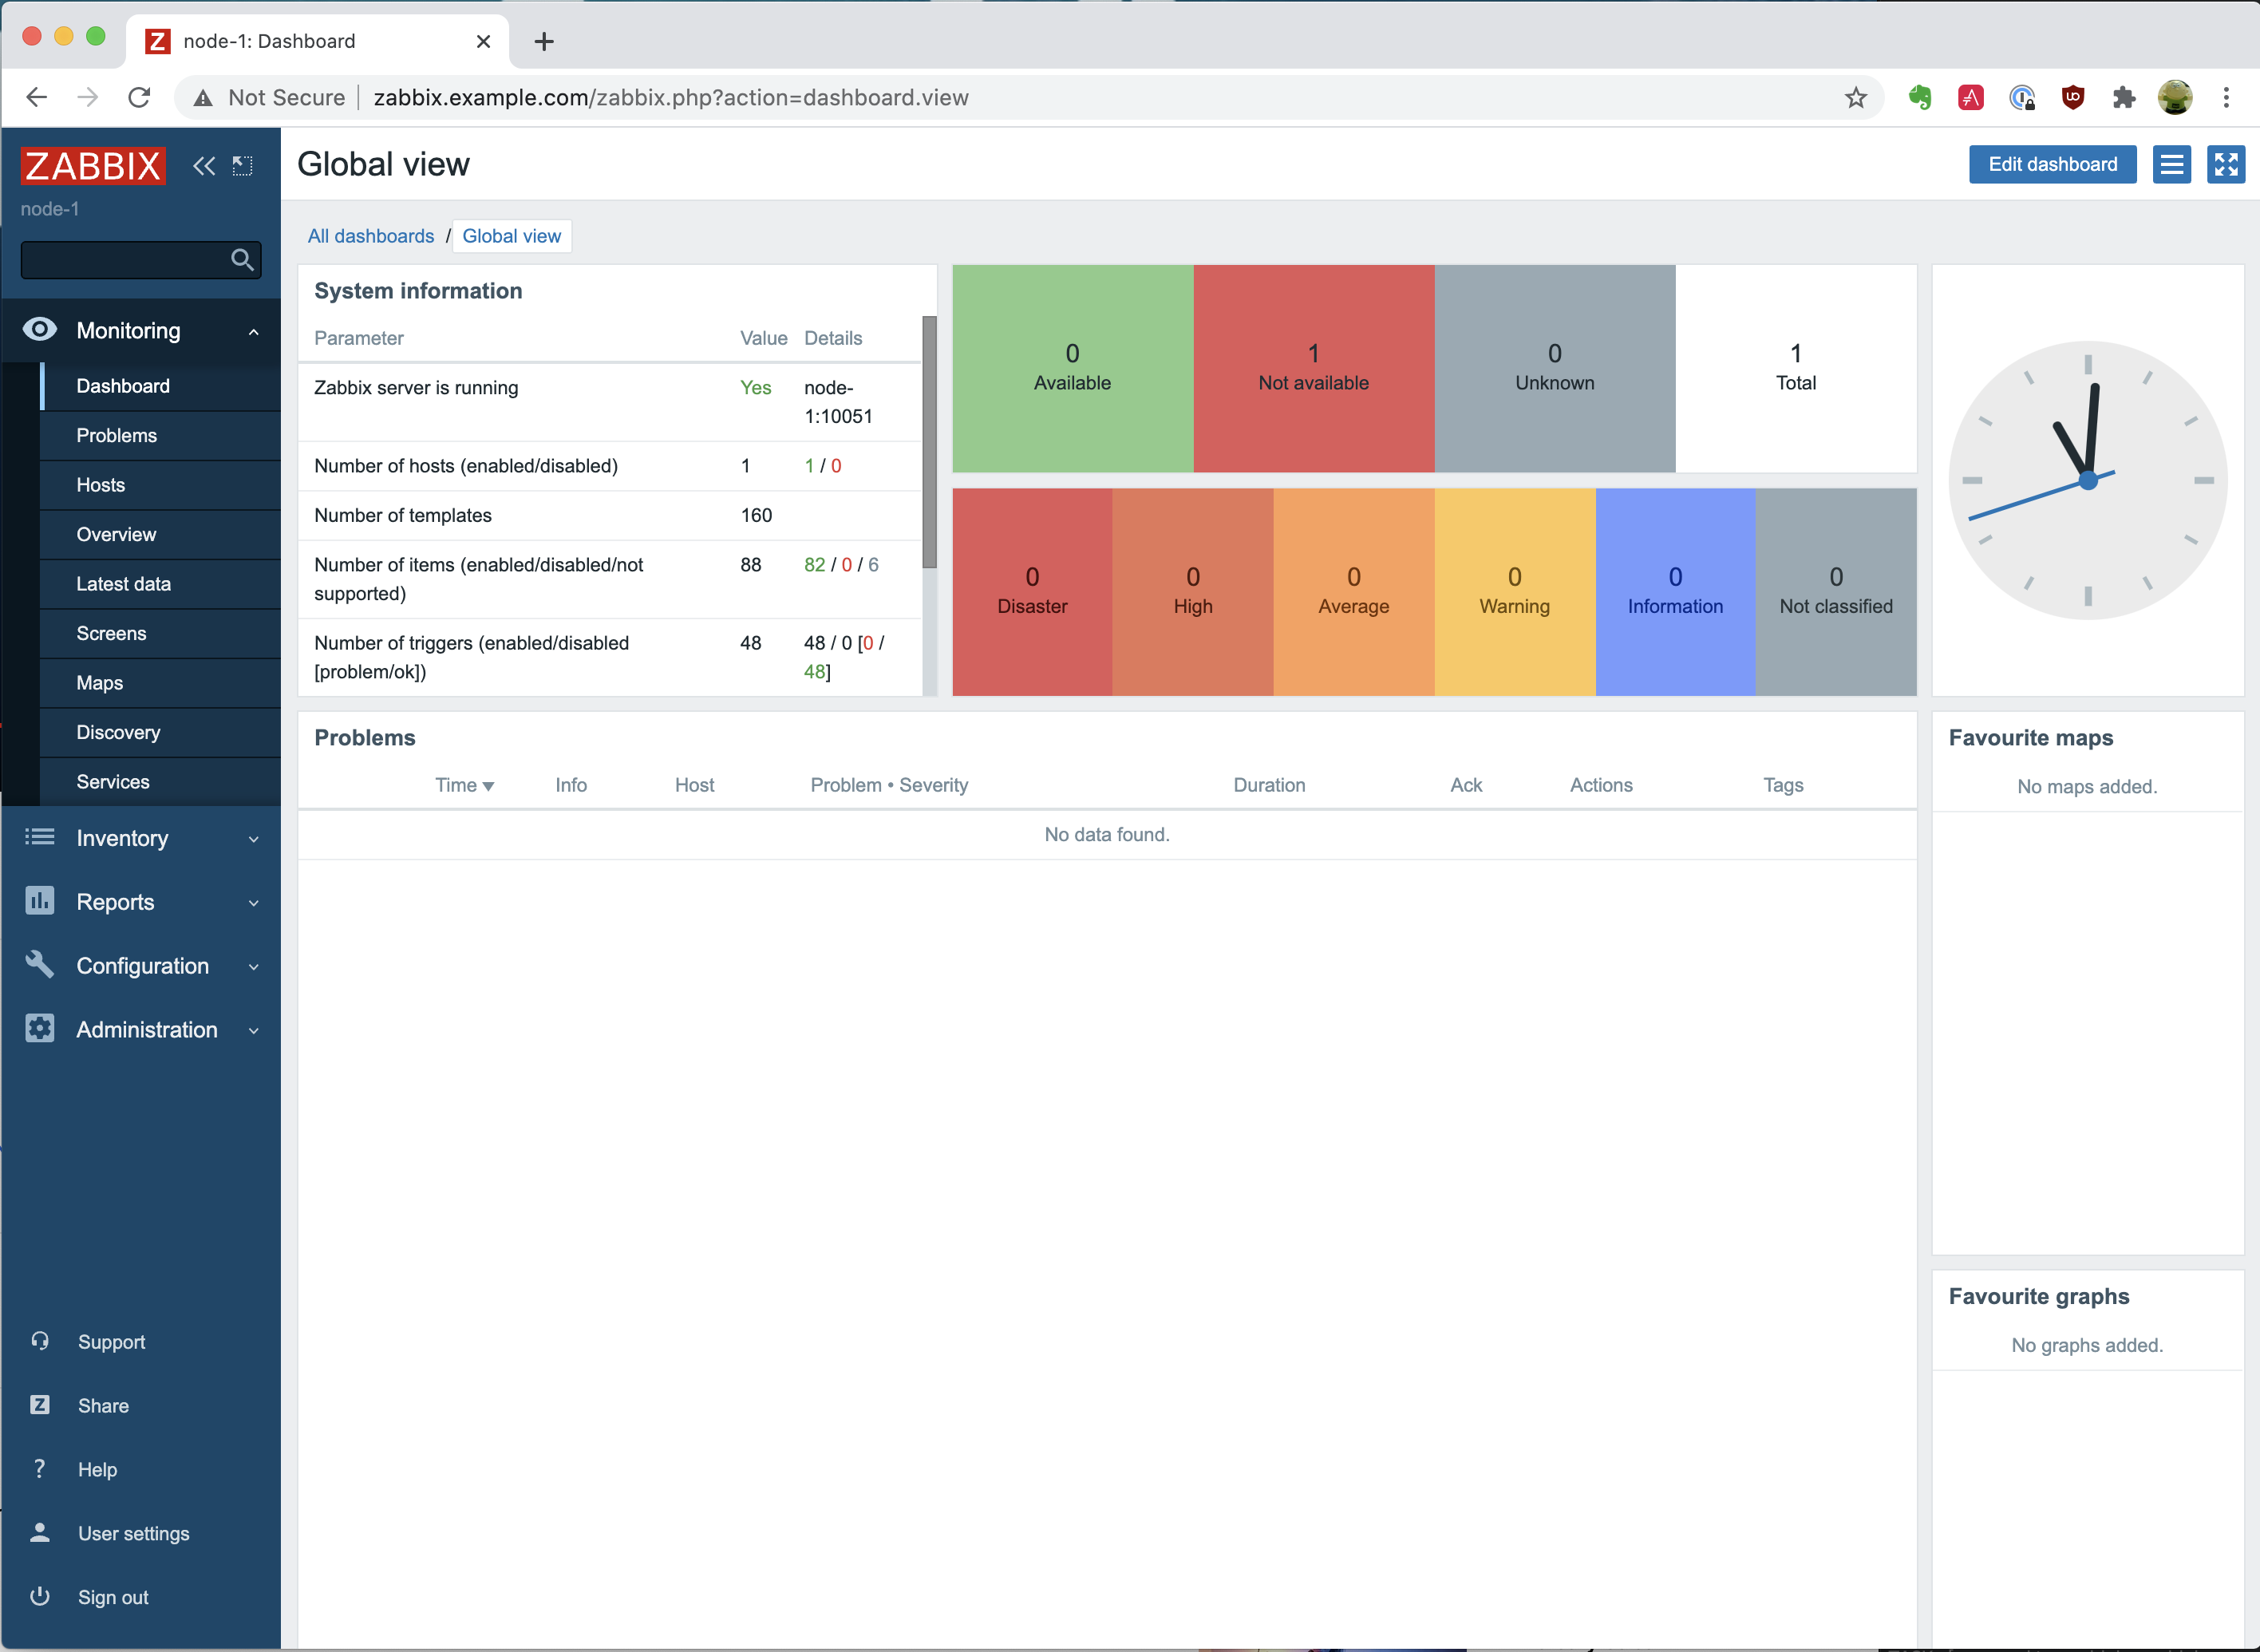 node-1: Dashboard
Not Secure
zabbix.example.com/zabbix.php?action=dashboard.view
ZABBIX
node-1
Monitoring
Dashboard
Problems
Hosts
Overview
Latest data
Screens
Maps
Discovery
Services
Inventory
Reports
Configuration
Administration
Support
Share
Help
User settings
Sign out
Global view
Edit dashboard
All dashboards / Global view
System information
Parameter Value Details
Zabbix server is running Yes node-
1:10051
Number of hosts (enabled/disabled) 1 1 / 0
Number of templates 160
Number of items (enabled/disabled/not 88 82 / 0 / 6
supported)
Number of triggers (enabled/disabled 48 48 / 0 [0 /
[problem/ok]) 48]
0 1 0 1
Available Not available Unknown Total
0 0 0 0 0 0
Disaster High Average Warning Information Not classified
Problems
Time Info Host Problem • Severity Duration Ack Actions Tags
No data found.
Favourite maps
No maps added.
Favourite graphs
No graphs added.